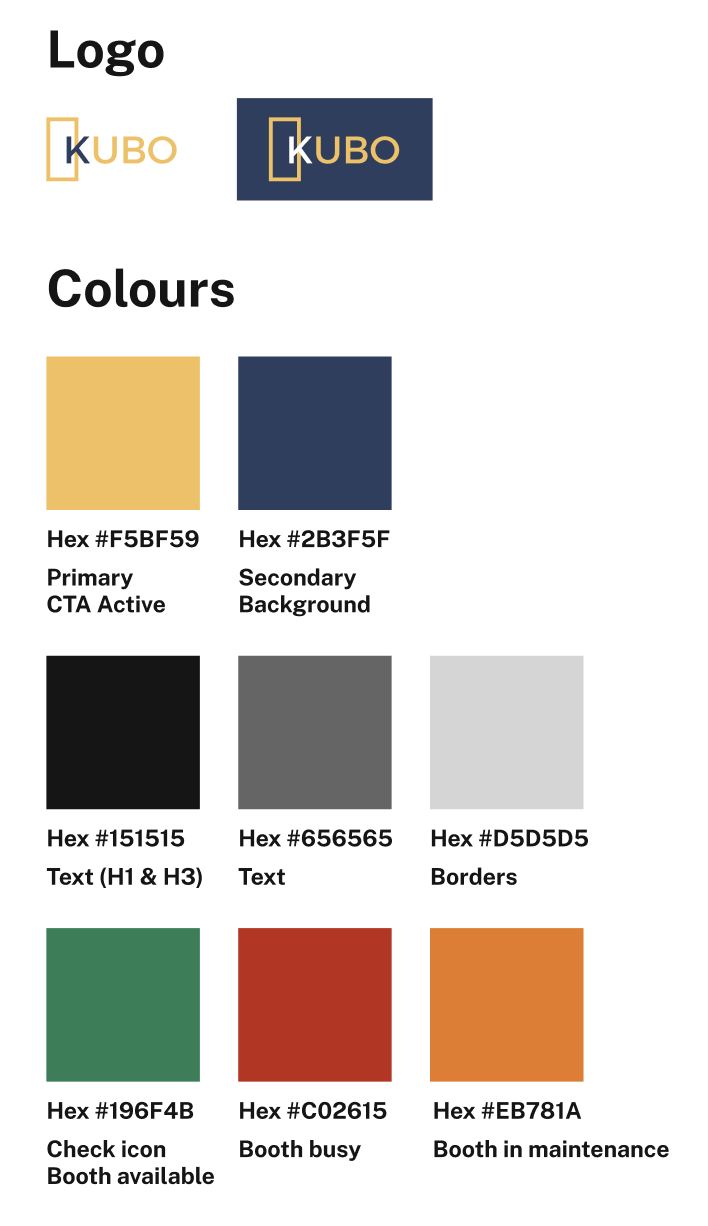 Logo
KUBO
KUBO
Colours
Hex #F5BF59
Primary
CTA Active
Hex #2B3F5F
Secondary
Background
Hex #151515
Text (H1 & H3)
Hex #656565
Text
Hex #D5D5D5
Borders
Hex #196F4B
Check icon
Booth available
Hex #C02615
Booth busy
Hex #EB781A
Booth in maintenance